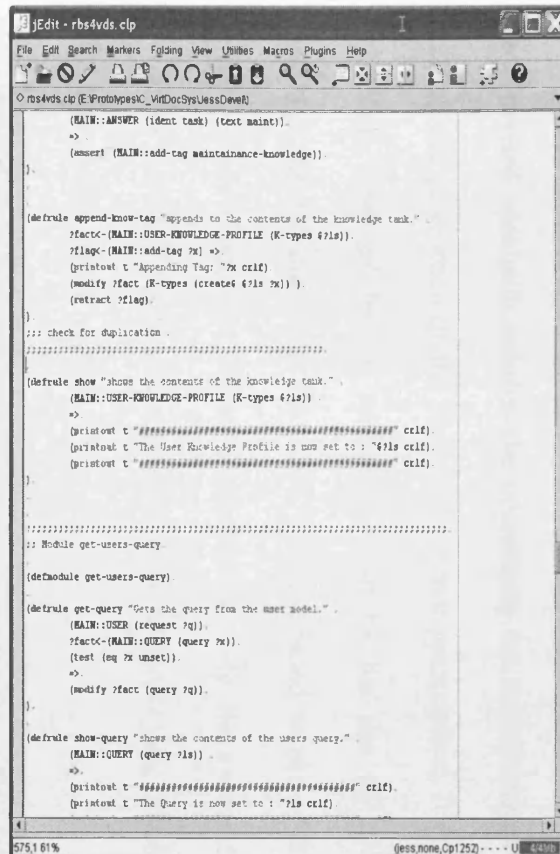 jEdit - rbs4vds.clp
File Edit Search Markers Folding View Utilities Macros Plugins Help
rbs4vds.clp (E:\Prototypes\C_VirtDocSys\JessDevel\)
(MAIN::ANSWER (ident task) (text maint))
=>
(assert (MAIN::add-tag maintainance-knowledge))
)
(defrule append-know-tag "appends to the contents of the knowledge tank."
?fact<-(MAIN::USER-KNOWLEDGE-PROFILE (K-types $?ls))
?flag<-(MAIN::add-tag ?x) =>
(printout t "Appending Tag: "?x crlf)
(modify ?fact (K-types (create$ $?ls ?x)) )
(retract ?flag)
)
;;; check for duplication
;;;;;;;;;;;;;;;;;;;;;;;;;;;;;;;;;;;;;;;;;;;;;;;;;;;;;;
(defrule show "shows the contents of the knowledge tank."
(MAIN::USER-KNOWLEDGE-PROFILE (K-types $?ls))
=>
(printout t "##############################################" crlf)
(printout t "The User Knowledge Profile is now set to : "$?ls crlf)
(printout t "##############################################" crlf)
)
;;;;;;;;;;;;;;;;;;;;;;;;;;;;;;;;;;;;;;;;;;;;;;;;;;;;;;;;;;;;;;;;;;;;;;;;;;;;
;; Module get-users-query
(defmodule get-users-query)
(defrule get-query "Gets the query from the user model."
(MAIN::USER (request ?q))
?fact<-(MAIN::QUERY (query ?x))
(test (eq ?x unset))
=>
(modify ?fact (query ?q))
)
(defrule show-query "shows the contents of the users query."
(MAIN::QUERY (query ?ls))
=>
(printout t "#######################################" crlf)
(printout t "The Query is now set to : "?ls crlf)
575,1 61%
(jess,none,Cp1252) - - - - U